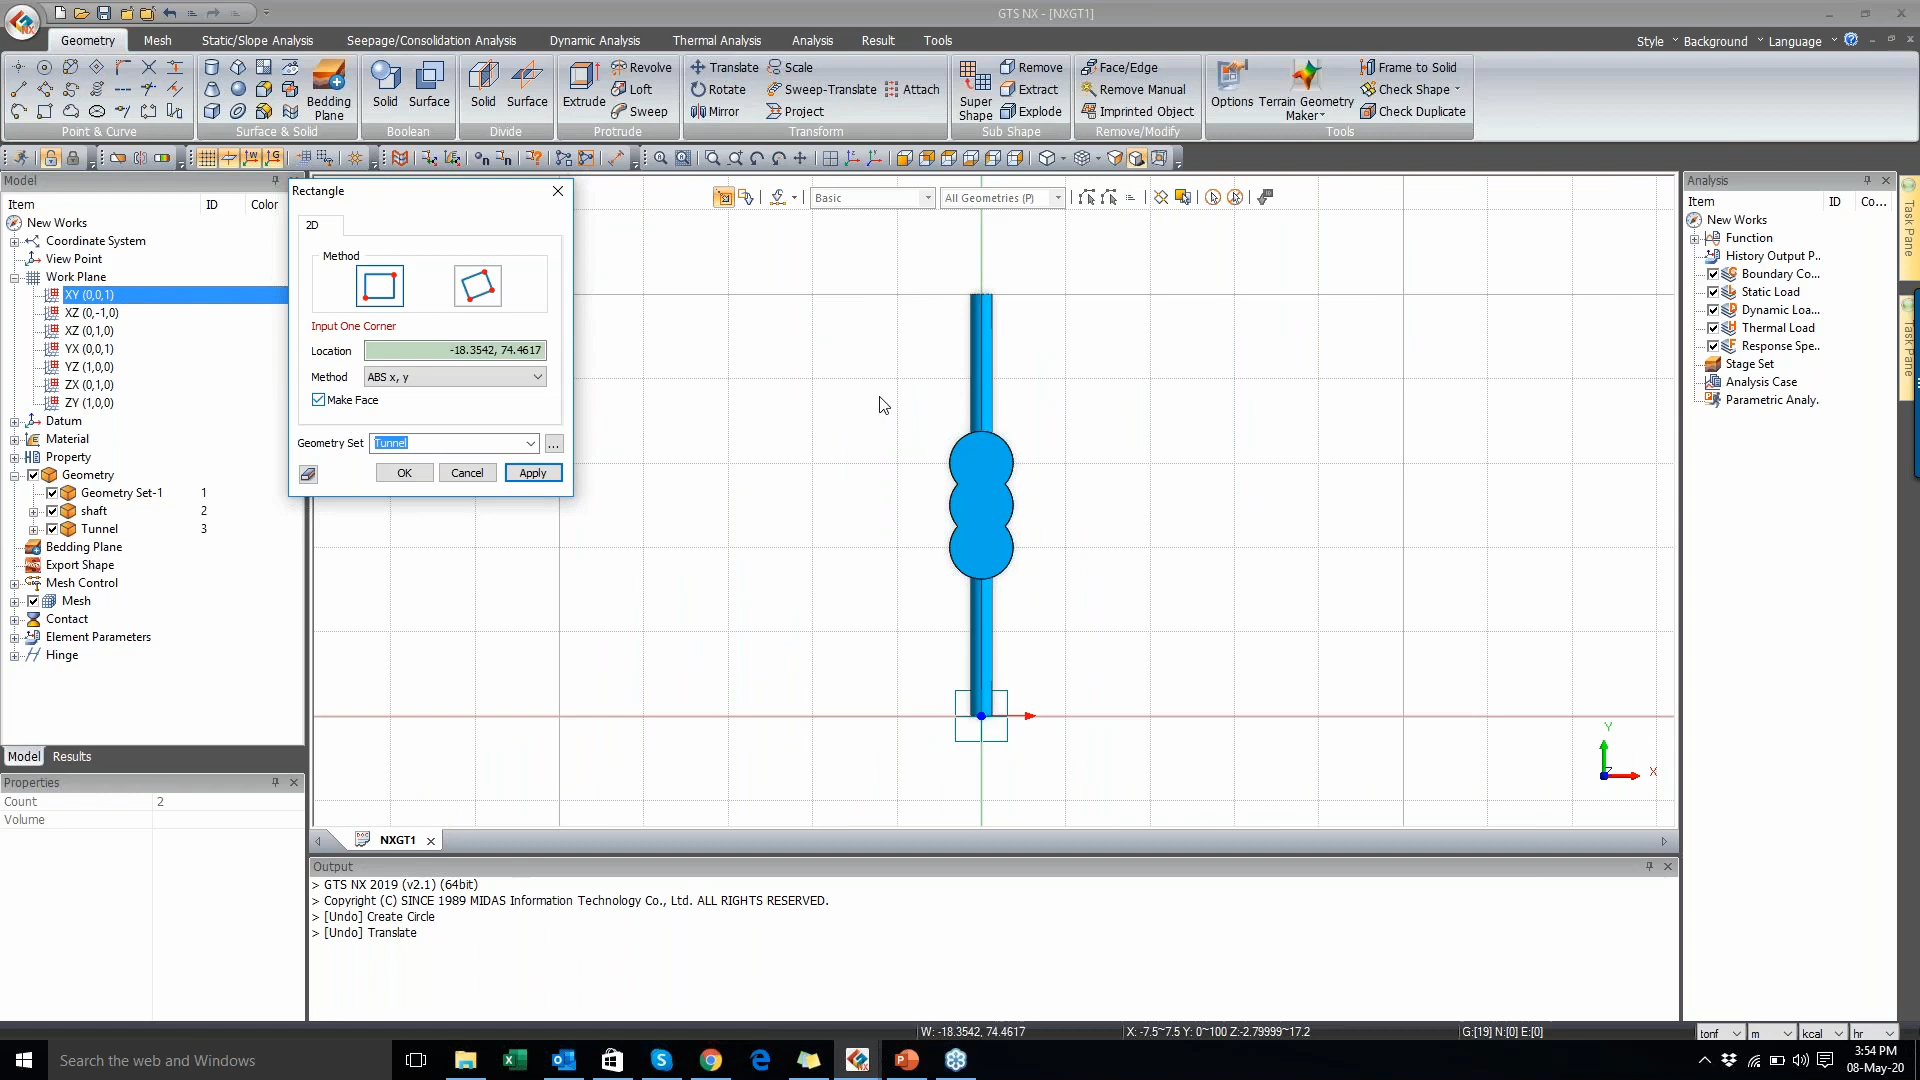 GTS NX - [NXGT1]
Geometry Mesh Static/Slope Analysis Seepage/Consolidation Analysis Dynamic Analysis Thermal Analysis Analysis Result Tools
Style Background Language
Point & Curve
Bedding Plane
Surface & Solid
Solid Surface
Boolean
Solid Surface
Divide
Extrude Revolve Loft Sweep
Protrude
Translate Scale
Rotate Sweep-Translate Attach
Mirror Project
Transform
Super Shape Remove Extract Explode
Sub Shape
Face/Edge
Remove Manual
Imprinted Object
Remove/Modify
Options Terrain Geometry Maker
Frame to Solid
Check Shape
Check Duplicate
Tools
Model
Item ID Color
New Works
Coordinate System
View Point
Work Plane
XY (0,0,1)
XZ (0,-1,0)
XZ (0,1,0)
YX (0,0,1)
YZ (1,0,0)
ZX (0,1,0)
ZY (1,0,0)
Datum
Material
Property
Geometry
Geometry Set-1 1
shaft 2
Tunnel 3
Bedding Plane
Export Shape
Mesh Control
Mesh
Contact
Element Parameters
Hinge
Model Results
Properties
Count 2
Volume
Rectangle
2D
Method
Input One Corner
Location -18.3542, 74.4617
Method ABS x, y
Make Face
Geometry Set Tunnel ...
OK Cancel Apply
Basic All Geometries (P)
Y
Z
X
NXGT1
Output
> GTS NX 2019 (v2.1) (64bit)
> Copyright (C) SINCE 1989 MIDAS Information Technology Co., Ltd. ALL RIGHTS RESERVED.
> [Undo] Create Circle
> [Undo] Translate
Analysis
Item ID Co...
New Works
Function
History Output P..
Boundary Co...
Static Load
Dynamic Loa...
Thermal Load
Response Spe..
Stage Set
Analysis Case
Parametric Analy.
Task Pane
Task Pane
W: -18.3542, 74.4617 X: -7.5~7.5 Y: 0~100 Z:-2.79999~17.2 G:[19] N:[0] E:[0]
tonf m kcal hr
Search the web and Windows
3:54 PM
08-May-20